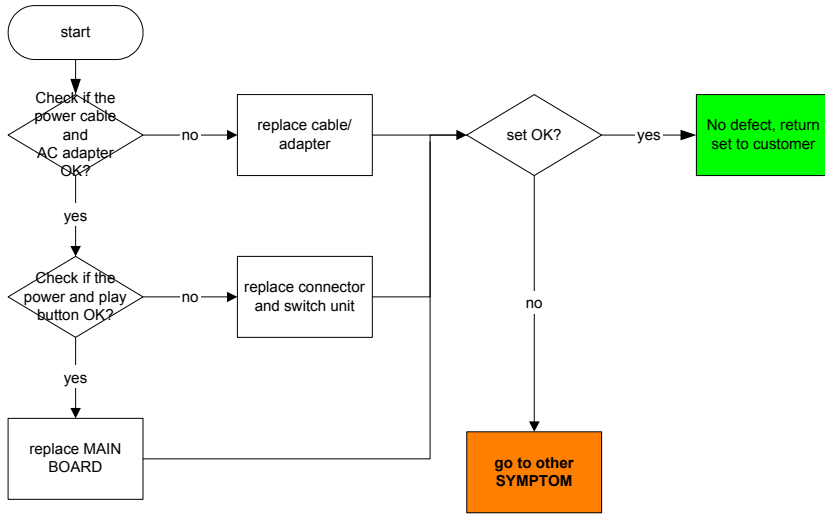 start
Check if the
power cable
and
AC adapter
OK?
no
replace cable/
adapter
set OK?
yes
No defect, return
set to customer
yes
Check if the
power and play
button OK?
no
replace connector
and switch unit
no
yes
replace MAIN
BOARD
go to other
SYMPTOM